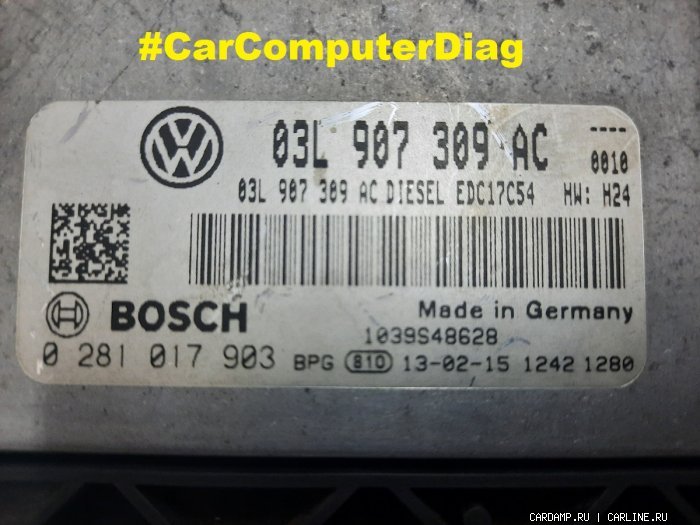 #CarComputerDiag
03L 907 309 AC
----
0010
03L 907 309 AC DIESEL EDC17C54 HW: H24
BOSCH
Made in Germany
1039S48628
0 281 017 903 BPG 810 13-02-15 1242 1280
CARDAMP.RU | CARLINE.RU